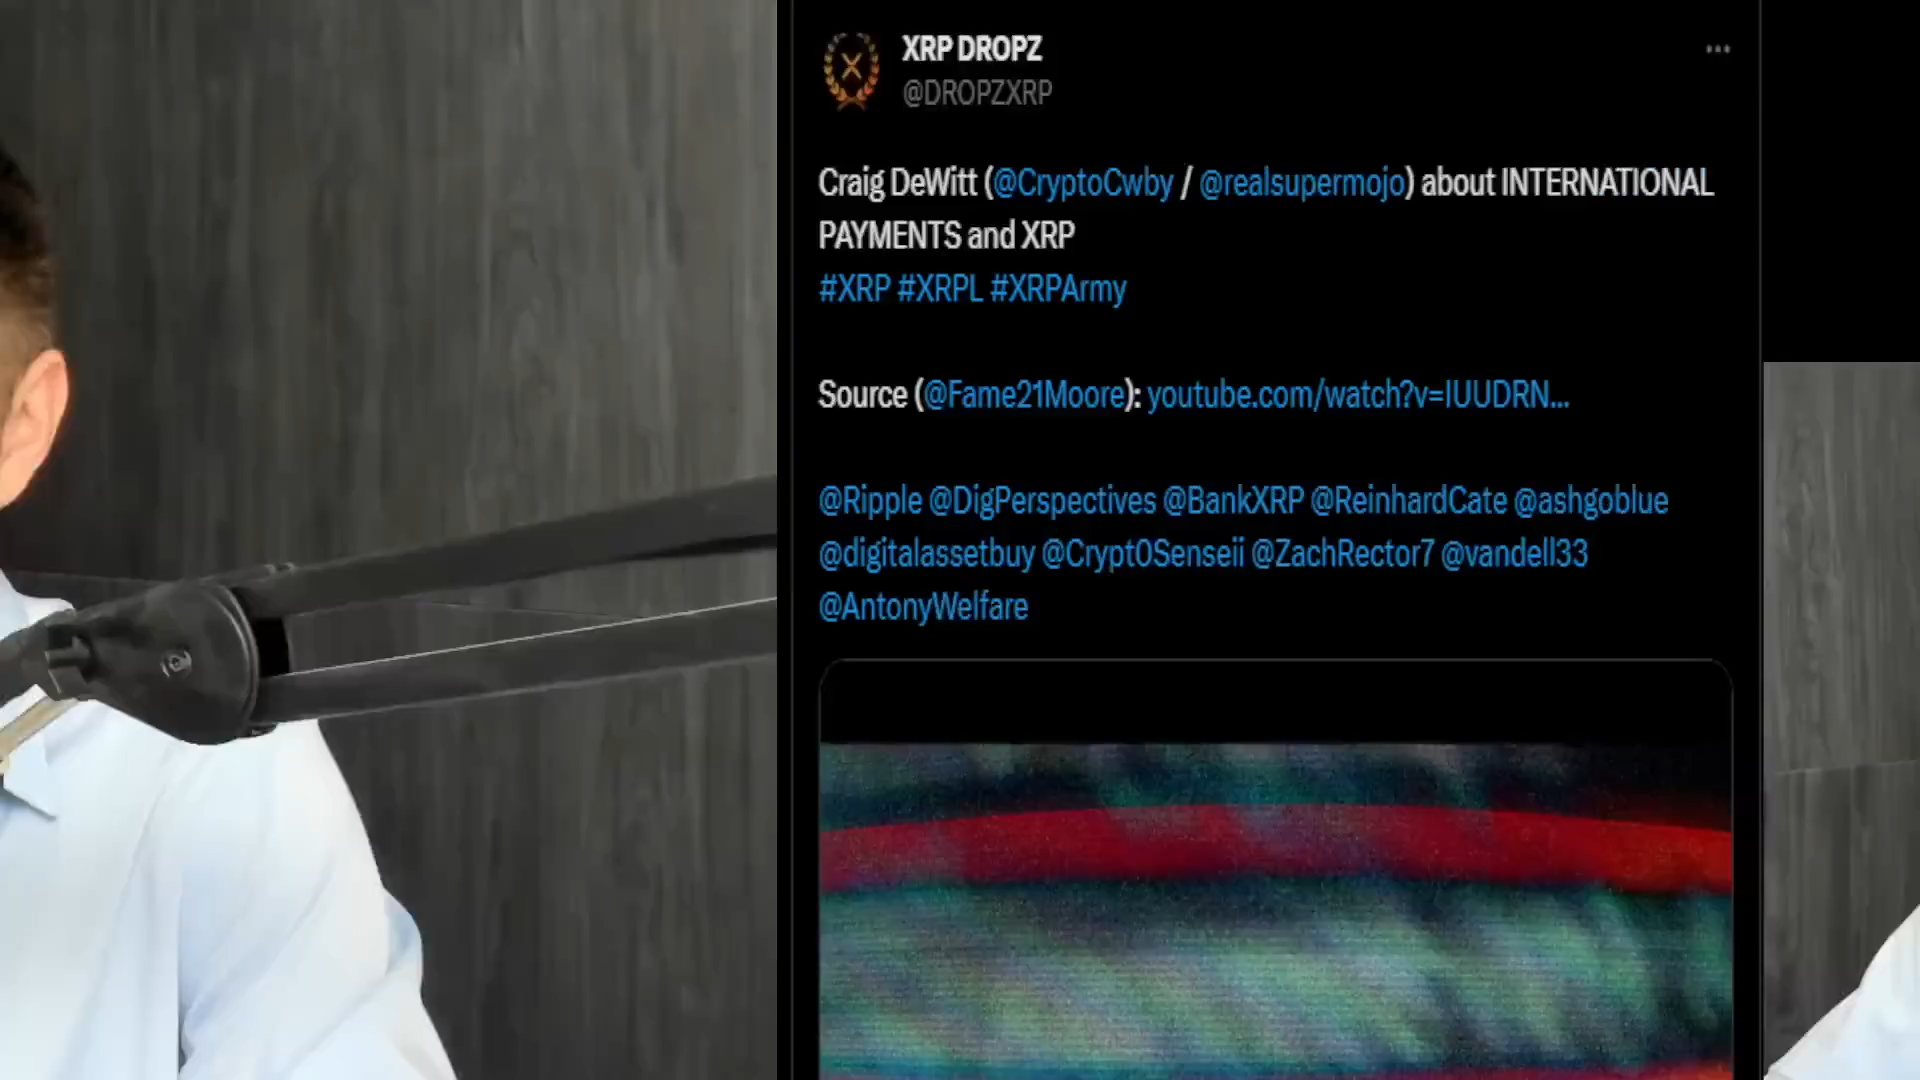 XRP DROPZ
@DROPZXRP
Craig DeWitt (@CryptoCwby / @realsupermojo) about INTERNATIONAL
PAYMENTS and XRP
#XRP #XRPL #XRPArmy
Source (@Fame21Moore): youtube.com/watch?v=IUUDRN...
@Ripple @DigPerspectives @BankXRP @ReinhardCate @ashgoblue
@digitalassetbuy @Crypt0Senseii @ZachRector7 @vandell33
@AntonyWelfare